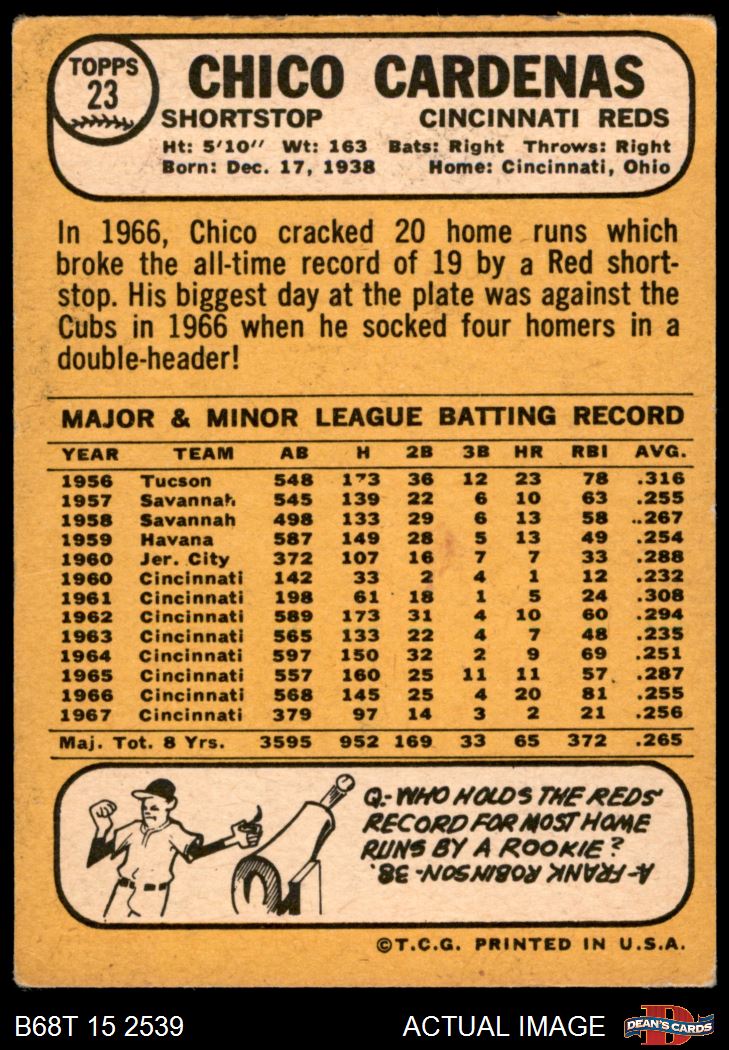 TOPPS
23
CHICO CARDENAS
SHORTSTOP CINCINNATI REDS
Ht: 5'10" Wt: 163 Bats: Right Throws: Right
Born: Dec. 17, 1938 Home: Cincinnati, Ohio
In 1966, Chico cracked 20 home runs which
broke the all-time record of 19 by a Red short-
stop. His biggest day at the plate was against the
Cubs in 1966 when he socked four homers in a
double-header!
MAJOR & MINOR LEAGUE BATTING RECORD
YEAR TEAM AB H 2B 3B HR RBI AVG.
1956 Tucson 548 173 36 12 23 78 .316
1957 Savannah 545 139 22 6 10 63 .255
1958 Savannah 498 133 29 6 13 58 .267
1959 Havana 587 149 28 5 13 49 .254
1960 Jer. City 372 107 16 7 7 33 .288
1960 Cincinnati 142 33 2 4 1 12 .232
1961 Cincinnati 198 61 18 1 5 24 .308
1962 Cincinnati 589 173 31 4 10 60 .294
1963 Cincinnati 565 133 22 4 7 48 .235
1964 Cincinnati 597 150 32 2 9 69 .251
1965 Cincinnati 557 160 25 11 11 57 .287
1966 Cincinnati 568 145 25 4 20 81 .255
1967 Cincinnati 379 97 14 3 2 21 .256
Maj. Tot. 8 Yrs. 3595 952 169 33 65 372 .265
Q.-WHO HOLDS THE REDS'
RECORD FOR MOST HOME
RUNS BY A ROOKIE?
A-FRANK ROBINSON-38.
©T.C.G. PRINTED IN U.S.A.
B68T 15 2539 ACTUAL IMAGE
DEAN'S CARDS